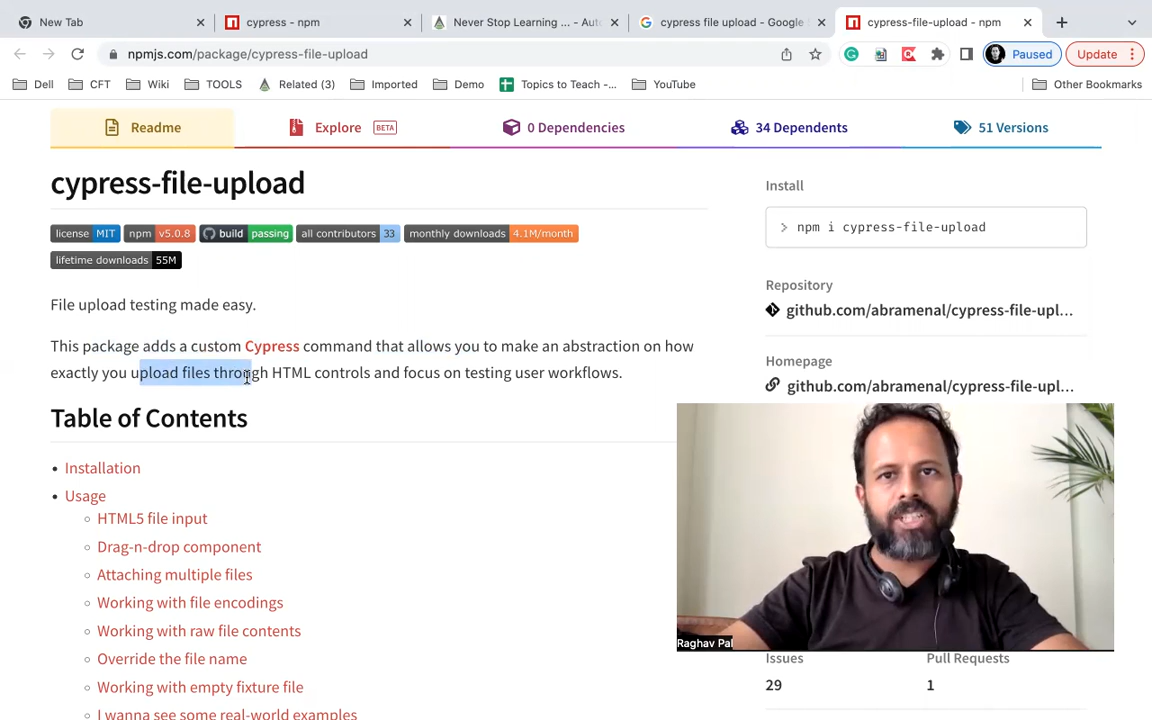 New Tab
cypress - npm
Never Stop Learning ... - Auto
cypress file upload - Google
cypress-file-upload - npm
npmjs.com/package/cypress-file-upload
Paused
Update
Dell
CFT
Wiki
TOOLS
Related (3)
Imported
Demo
Topics to Teach -...
YouTube
Other Bookmarks
Readme
Explore BETA
0 Dependencies
34 Dependents
51 Versions
cypress-file-upload
license MIT npm v5.0.8 build passing all contributors 33 monthly downloads 4.1M/month
lifetime downloads 55M
File upload testing made easy.
This package adds a custom Cypress command that allows you to make an abstraction on how
exactly you upload files through HTML controls and focus on testing user workflows.
Table of Contents
• Installation
• Usage
○ HTML5 file input
○ Drag-n-drop component
○ Attaching multiple files
○ Working with file encodings
○ Working with raw file contents
○ Override the file name
○ Working with empty fixture file
○ I wanna see some real-world examples
Install
> npm i cypress-file-upload
Repository
github.com/abramenal/cypress-file-upl...
Homepage
github.com/abramenal/cypress-file-upl...
Raghav Pal
Issues
Pull Requests
29
1